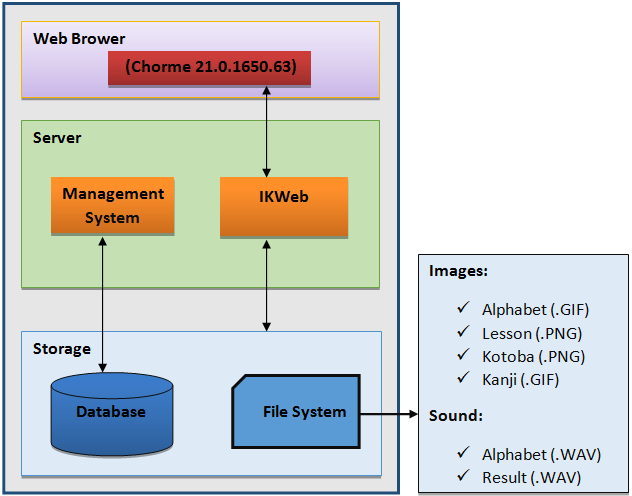 Web Brower
(Chorme 21.0.1650.63)
Server
Management
System
IKWeb
Storage
Database
File System
Images:
✓ Alphabet (.GIF)
✓ Lesson (.PNG)
✓ Kotoba (.PNG)
✓ Kanji (.GIF)
Sound:
✓ Alphabet (.WAV)
✓ Result (.WAV)